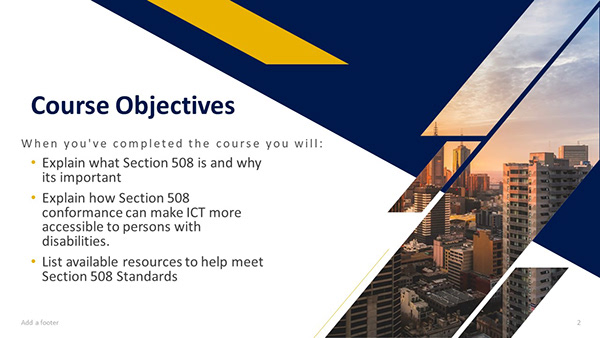 Course Objectives
When you've completed the course you will:
• Explain what Section 508 is and why
its important
• Explain how Section 508
conformance can make ICT more
accessible to persons with
disabilities.
• List available resources to help meet
Section 508 Standards
Add a footer
2